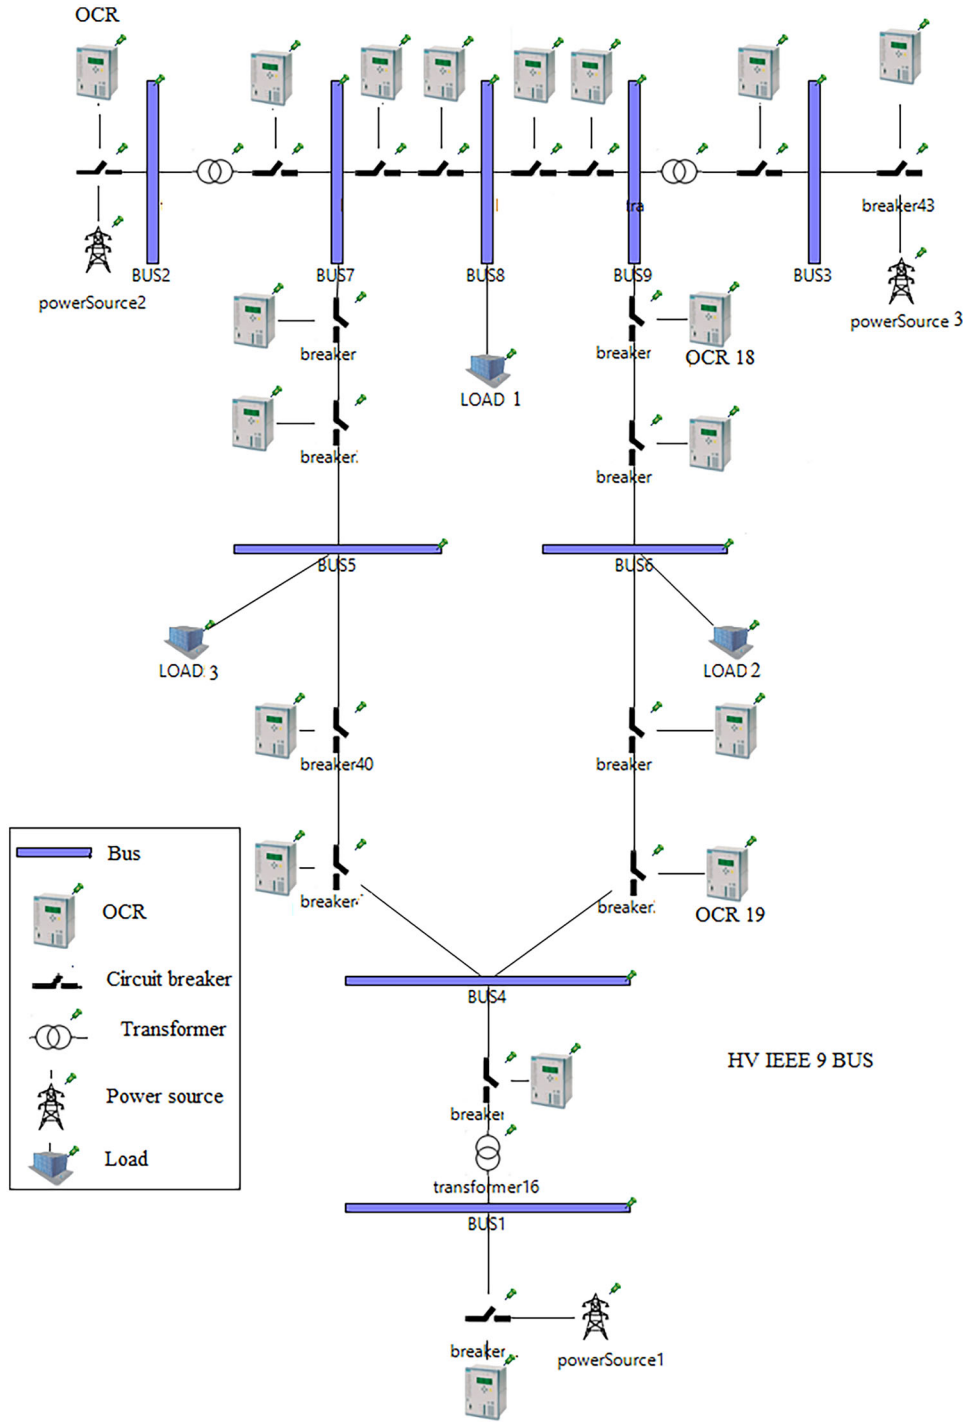 OCR
breaker43
BUS2
BUS7
BUS8
BUS9
BUS3
powerSource2
powerSource 3
breaker
breaker
OCR 18
LOAD 1
breaker.
breaker
BUS5
BUS6
LOAD: 3
LOAD 2
breaker40
breaker
breaker
breaker.
OCR 19
Bus
OCR
Circuit breaker
Transformer
Power source
Load
BUS4
HV IEEE 9 BUS
breaker
transformer16
BUS1
breaker
powerSource1